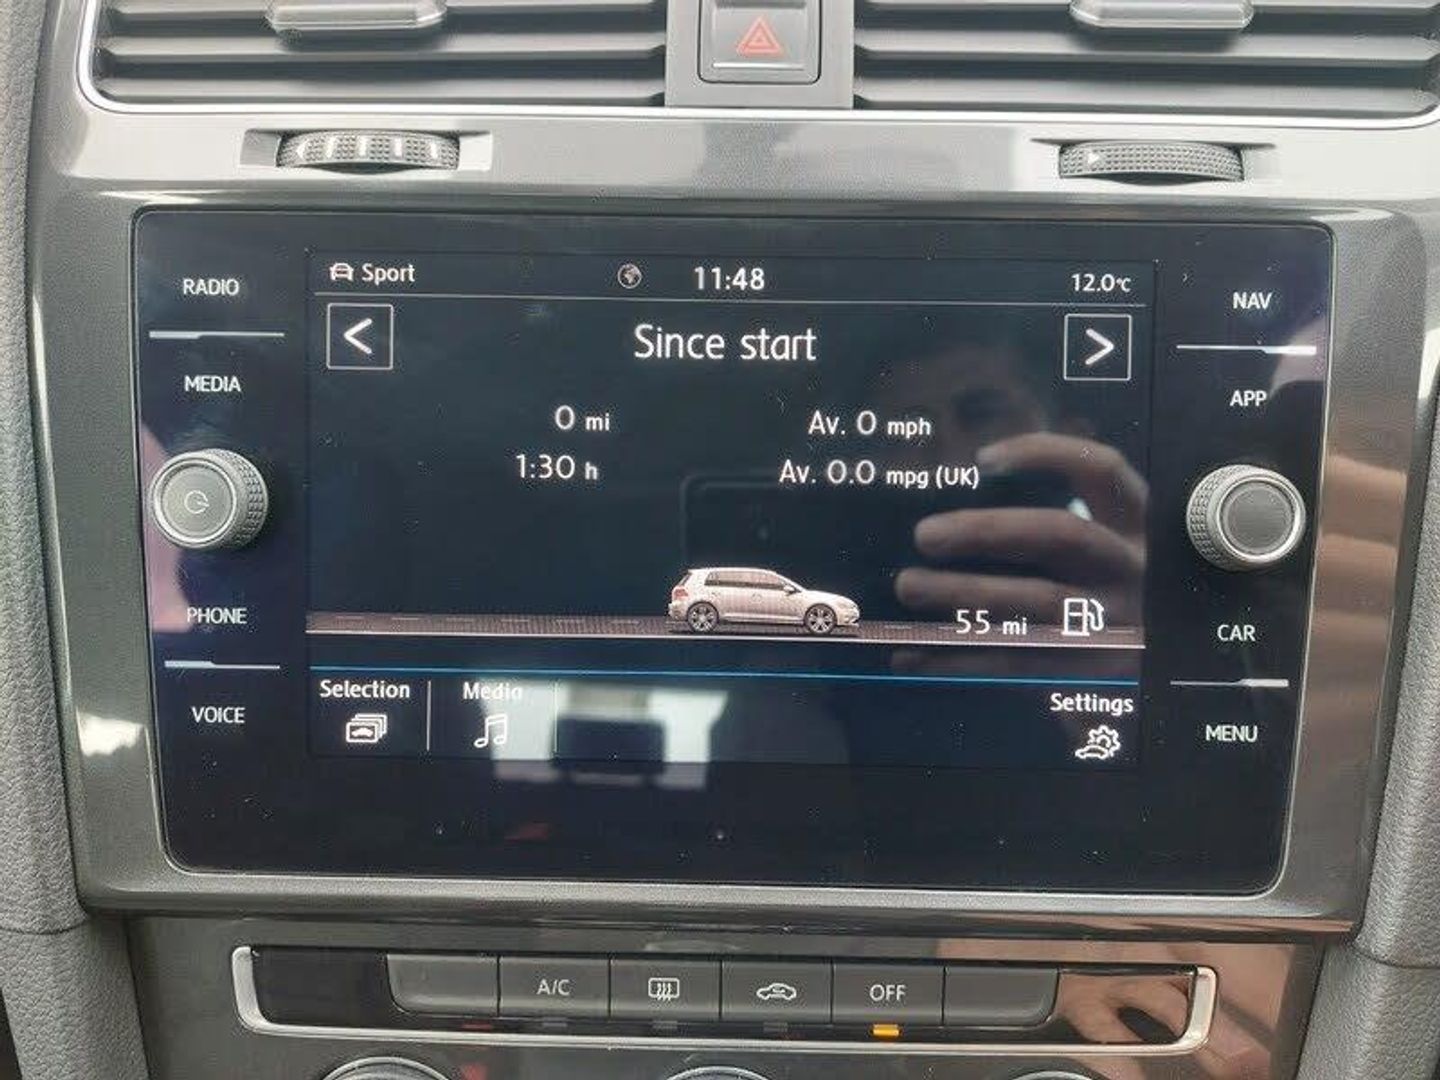 RADIO
MEDIA
PHONE
VOICE
Sport
11:48
12.0°C
<
Since start
>
0 mi
Av. 0 mph
1:30 h
Av. 0.0 mpg (UK)
55 mi
Selection
Media
Settings
NAV
APP
CAR
MENU
A/C
OFF